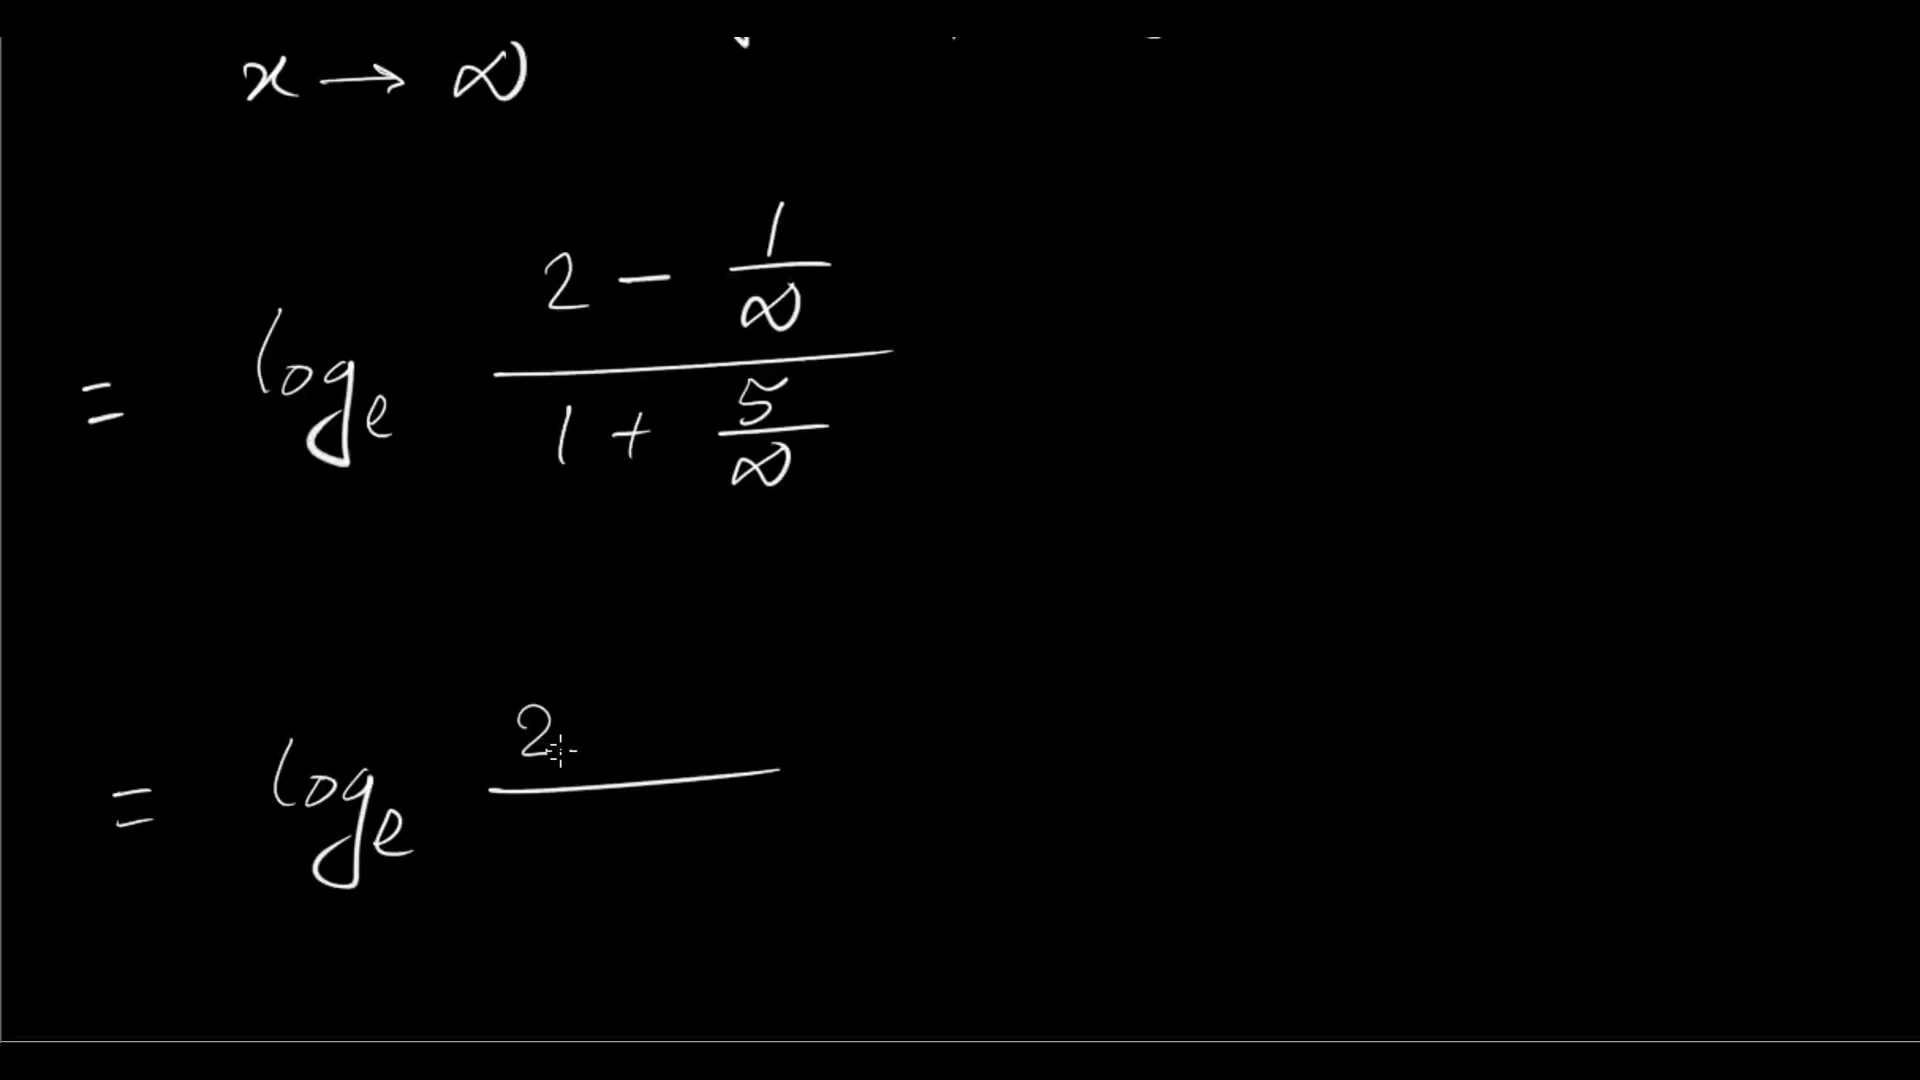 x → ∞
= logₑ (2 - 1/∞) / (1 + 5/∞)
= logₑ 2